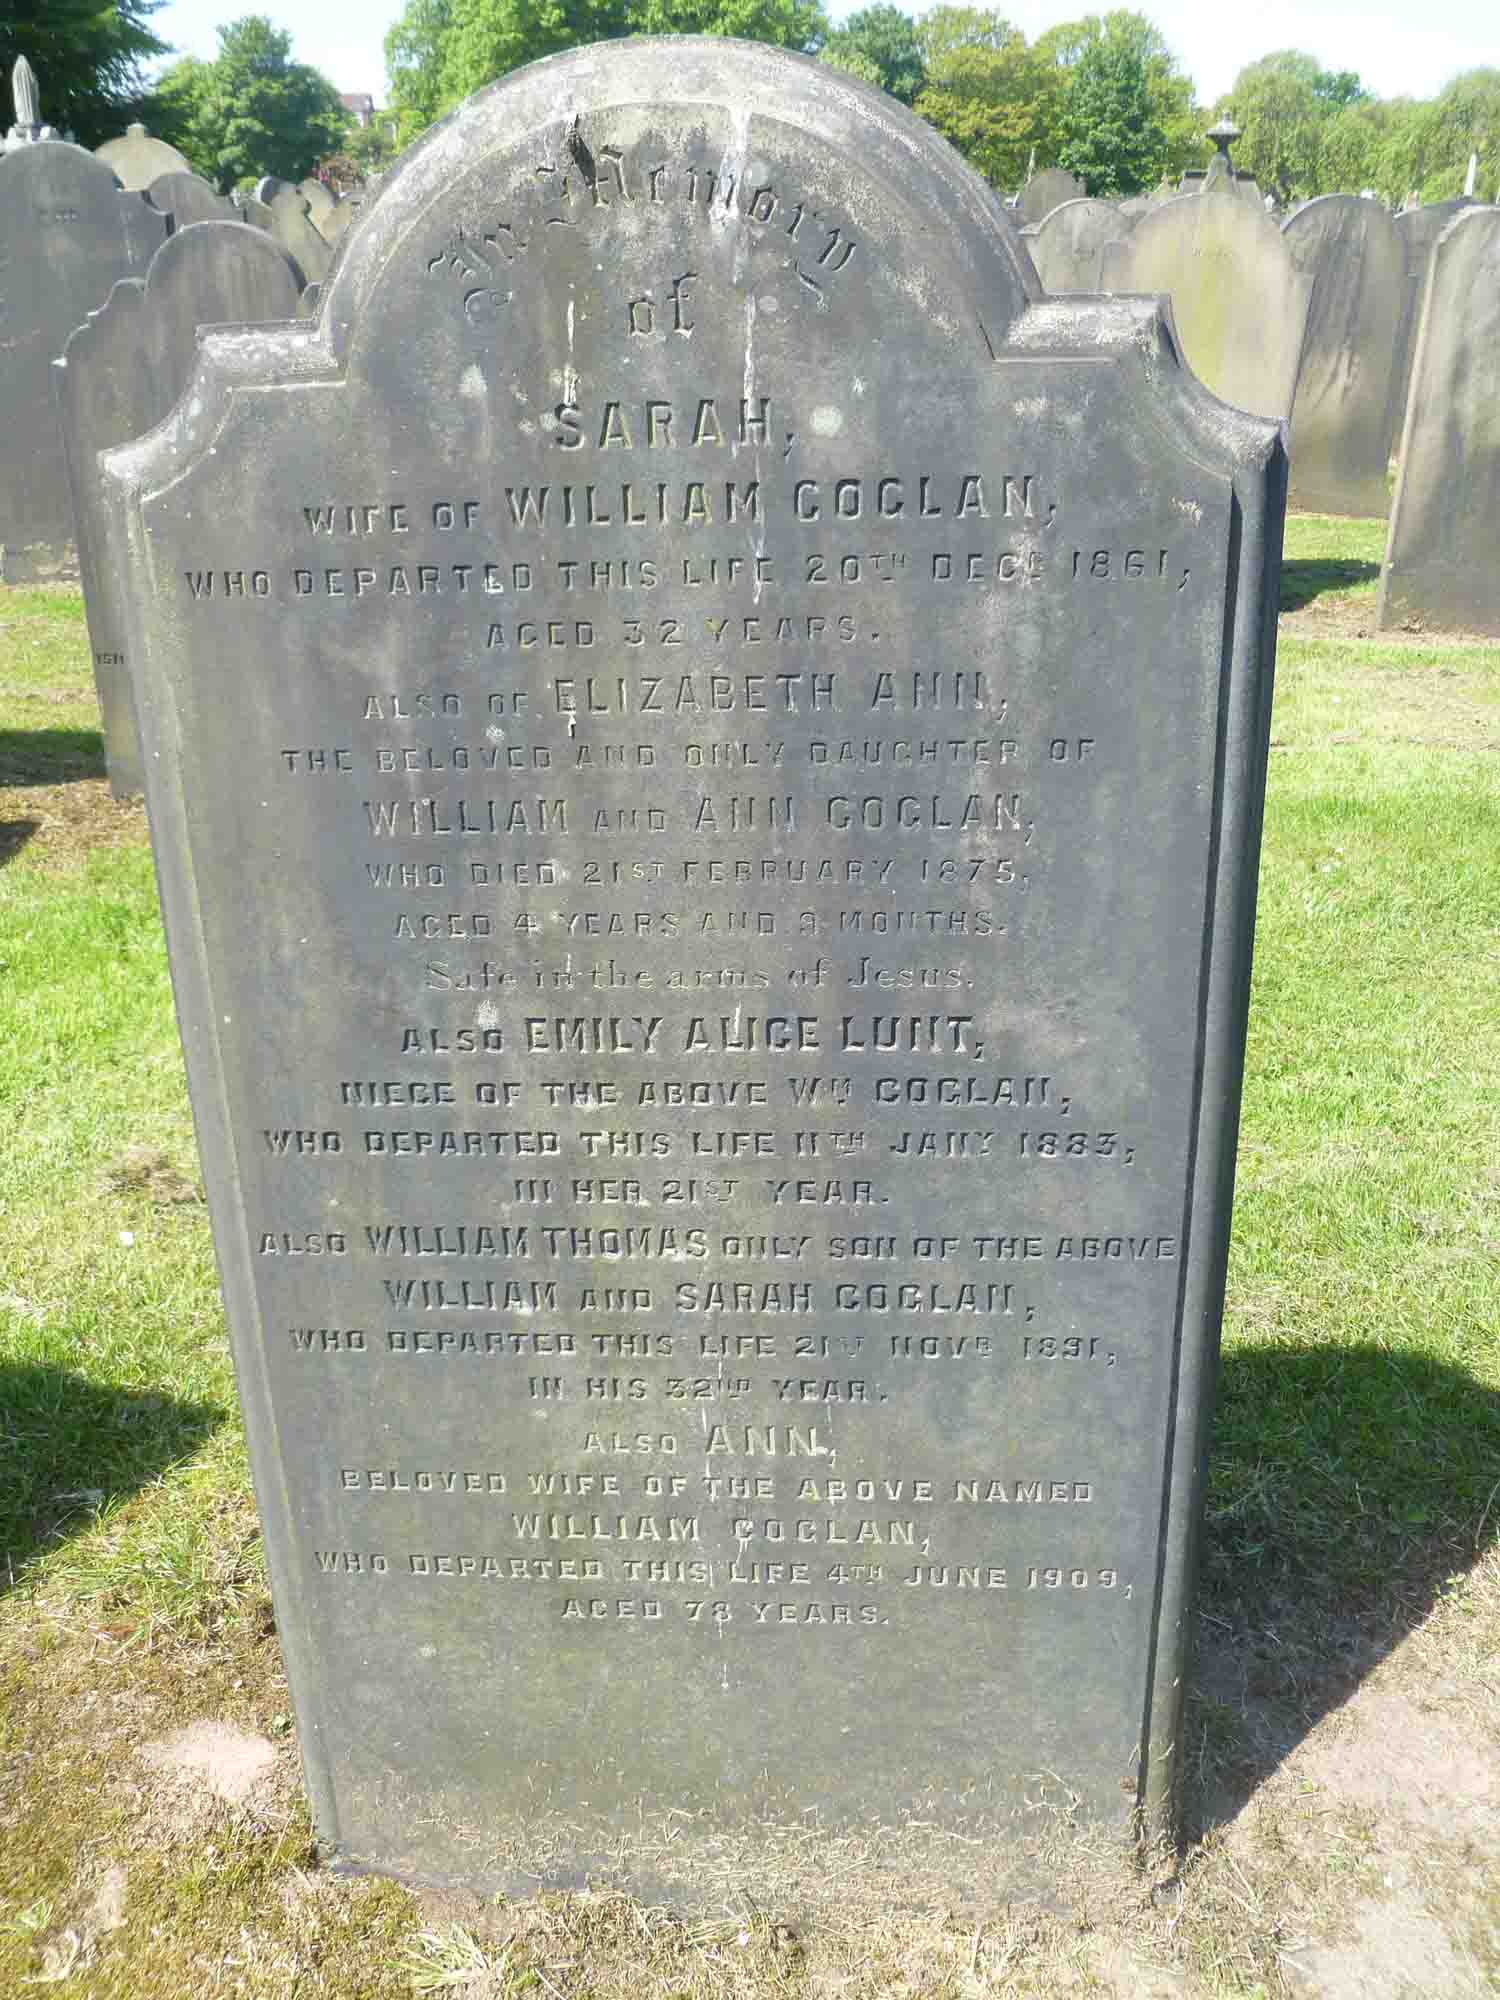 In Memory
of
SARAH,
WIFE OF WILLIAM COGLAN,
WHO DEPARTED THIS LIFE 20TH DECR 1861,
AGED 32 YEARS.
ALSO OF ELIZABETH ANN,
THE BELOVED AND ONLY DAUGHTER OF
WILLIAM AND ANN COGLAN,
WHO DIED 21ST FEBRUARY 1875,
AGED 4 YEARS AND 9 MONTHS.
Safe in the arms of Jesus.
ALSO EMILY ALICE LUNT,
NIECE OF THE ABOVE WM COGLAN,
WHO DEPARTED THIS LIFE 11TH JANY 1883,
IN HER 21ST YEAR.
ALSO WILLIAM THOMAS ONLY SON OF THE ABOVE
WILLIAM AND SARAH COGLAN,
WHO DEPARTED THIS LIFE 21ST NOVR 1891,
IN HIS 32ND YEAR.
ALSO ANN,
BELOVED WIFE OF THE ABOVE NAMED
WILLIAM COGLAN,
WHO DEPARTED THIS LIFE 4TH JUNE 1909,
AGED 78 YEARS.